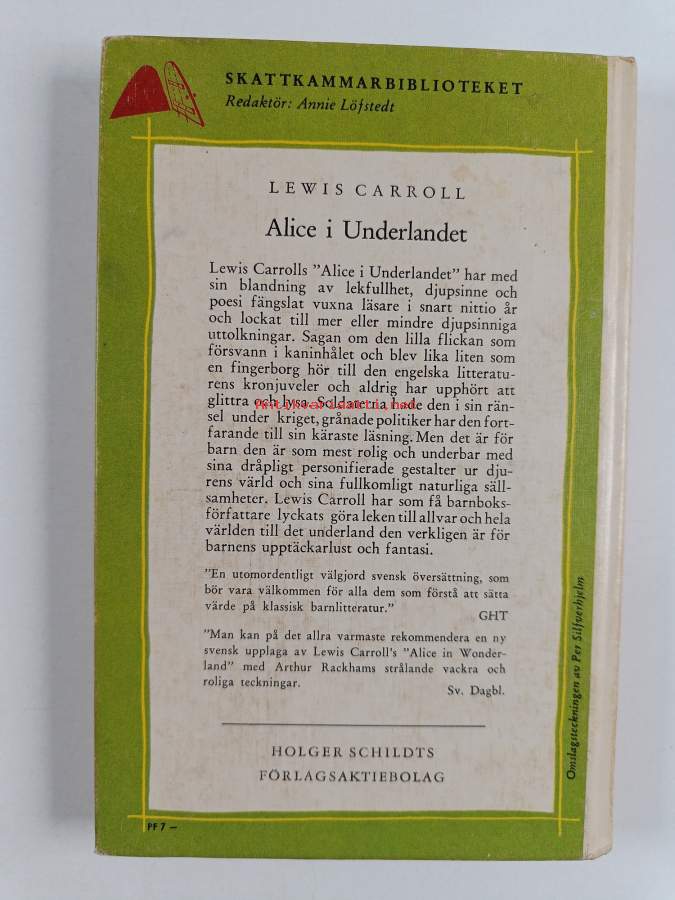 SKATTKAMMARBIBLIOTEKET
Redaktör: Annie Löfstedt
LEWIS CARROLL
Alice i Underlandet
Lewis Carrolls ”Alice i Underlandet” har med
sin blandning av lekfullhet, djupsinne och
poesi fängslat vuxna läsare i snart nittio år
och lockat till mer eller mindre djupsinniga
uttolkningar. Sagan om den lilla flickan som
försvann i kaninhålet och blev lika liten som
en fingerborg hör till den engelska litteratu-
rens kronjuveler och aldrig har upphört att
glittra och lysa. Soldaterna hade den i sin rän-
Antikvariaatti.net
sel under kriget, grånade politiker har den fort-
farande till sin käraste läsning. Men det är för
barn den är som mest rolig och underbar med
sina dråpligt personifierade gestalter ur dju-
rens värld och sina fullkomligt naturliga säll-
samheter. Lewis Carroll har som få barnboks-
författare lyckats göra leken till allvar och hela
världen till det underland den verkligen är för
barnens upptäckarlust och fantasi.
”En utomordentligt välgjord svensk översättning, som
bör vara välkommen för alla dem som förstå att sätta
värde på klassisk barnlitteratur.”
GHT
”Man kan på det allra varmaste rekommendera en ny
svensk upplaga av Lewis Carroll's ”Alice in Wonder-
land” med Arthur Rackhams strålande vackra och
roliga teckningar.
Sv. Dagbl.
HOLGER SCHILDTS
FÖRLAGSAKTIEBOLAG
Omslagsteckningen av Per Silfverhjelm
PF 7 —